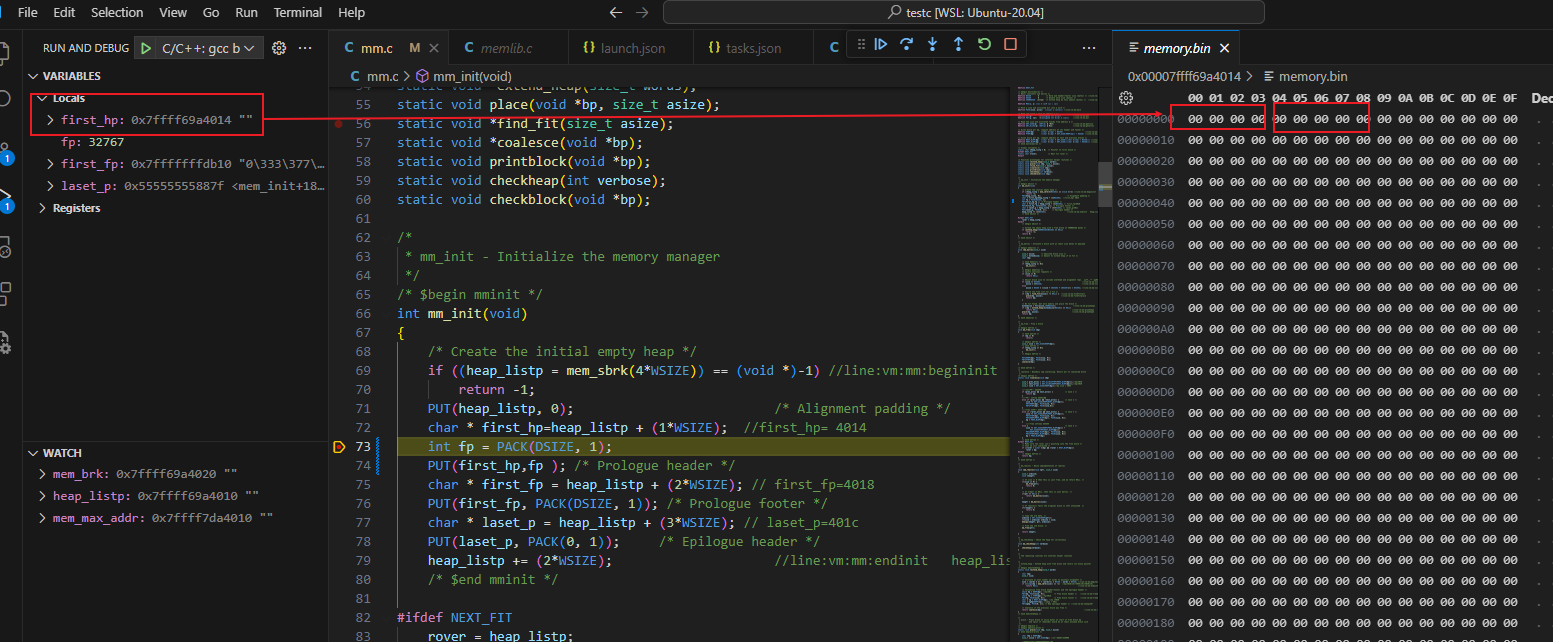 File Edit Selection View Go Run Terminal Help
testc [WSL: Ubuntu-20.04]
RUN AND DEBUG C/C++: gcc b
mm.c M memlib.c launch.json tasks.json C
memory.bin
mm.c > mm_init(void)
0x00007ffff69a4014 > memory.bin
VARIABLES
Locals
first_hp: 0x7ffff69a4014 ""
fp: 32767
first_fp: 0x7fffffffdb10 "0\333\377\…
laset_p: 0x55555555887f <mem_init+18…
Registers
WATCH
mem_brk: 0x7ffff69a4020 ""
heap_listp: 0x7ffff69a4010 ""
mem_max_addr: 0x7ffff7da4010 ""
1
1
54 static void *extend_heap(size_t words);
55 static void place(void *bp, size_t asize);
56 static void *find_fit(size_t asize);
57 static void *coalesce(void *bp);
58 static void printblock(void *bp);
59 static void checkheap(int verbose);
60 static void checkblock(void *bp);
61
62 /*
63  * mm_init - Initialize the memory manager
64  */
65 /* $begin mminit */
66 int mm_init(void)
67 {
68     /* Create the initial empty heap */
69     if ((heap_listp = mem_sbrk(4*WSIZE)) == (void *)-1) //line:vm:mm:begininit
70         return -1;
71     PUT(heap_listp, 0);                          /* Alignment padding */
72     char * first_hp=heap_listp + (1*WSIZE);  //first_hp= 4014
73     int fp = PACK(DSIZE, 1);
74     PUT(first_hp,fp ); /* Prologue header */
75     char * first_fp = heap_listp + (2*WSIZE); // first_fp=4018
76     PUT(first_fp, PACK(DSIZE, 1)); /* Prologue footer */
77     char * laset_p = heap_listp + (3*WSIZE); // laset_p=401c
78     PUT(laset_p, PACK(0, 1));     /* Epilogue header */
79     heap_listp += (2*WSIZE);                     //line:vm:mm:endinit   heap_lis
80     /* $end mminit */
81
82 #ifdef NEXT_FIT
83     rover = heap_listp;
00 01 02 03 04 05 06 07 08 09 0A 0B 0C 0D 0E 0F Dec
00000000 00 00 00 00 00 00 00 00 00 00 00 00 00 00 00 00 .
00000010 00 00 00 00 00 00 00 00 00 00 00 00 00 00 00 00 .
00000020 00 00 00 00 00 00 00 00 00 00 00 00 00 00 00 00 .
00000030 00 00 00 00 00 00 00 00 00 00 00 00 00 00 00 00 .
00000040 00 00 00 00 00 00 00 00 00 00 00 00 00 00 00 00 .
00000050 00 00 00 00 00 00 00 00 00 00 00 00 00 00 00 00 .
00000060 00 00 00 00 00 00 00 00 00 00 00 00 00 00 00 00 .
00000070 00 00 00 00 00 00 00 00 00 00 00 00 00 00 00 00 .
00000080 00 00 00 00 00 00 00 00 00 00 00 00 00 00 00 00 .
00000090 00 00 00 00 00 00 00 00 00 00 00 00 00 00 00 00 .
000000A0 00 00 00 00 00 00 00 00 00 00 00 00 00 00 00 00 .
000000B0 00 00 00 00 00 00 00 00 00 00 00 00 00 00 00 00 .
000000C0 00 00 00 00 00 00 00 00 00 00 00 00 00 00 00 00 .
000000D0 00 00 00 00 00 00 00 00 00 00 00 00 00 00 00 00 .
000000E0 00 00 00 00 00 00 00 00 00 00 00 00 00 00 00 00 .
000000F0 00 00 00 00 00 00 00 00 00 00 00 00 00 00 00 00 .
00000100 00 00 00 00 00 00 00 00 00 00 00 00 00 00 00 00 .
00000110 00 00 00 00 00 00 00 00 00 00 00 00 00 00 00 00 .
00000120 00 00 00 00 00 00 00 00 00 00 00 00 00 00 00 00 .
00000130 00 00 00 00 00 00 00 00 00 00 00 00 00 00 00 00 .
00000140 00 00 00 00 00 00 00 00 00 00 00 00 00 00 00 00 .
00000150 00 00 00 00 00 00 00 00 00 00 00 00 00 00 00 00 .
00000160 00 00 00 00 00 00 00 00 00 00 00 00 00 00 00 00 .
00000170 00 00 00 00 00 00 00 00 00 00 00 00 00 00 00 00 .
00000180 00 00 00 00 00 00 00 00 00 00 00 00 00 00 00 00 .